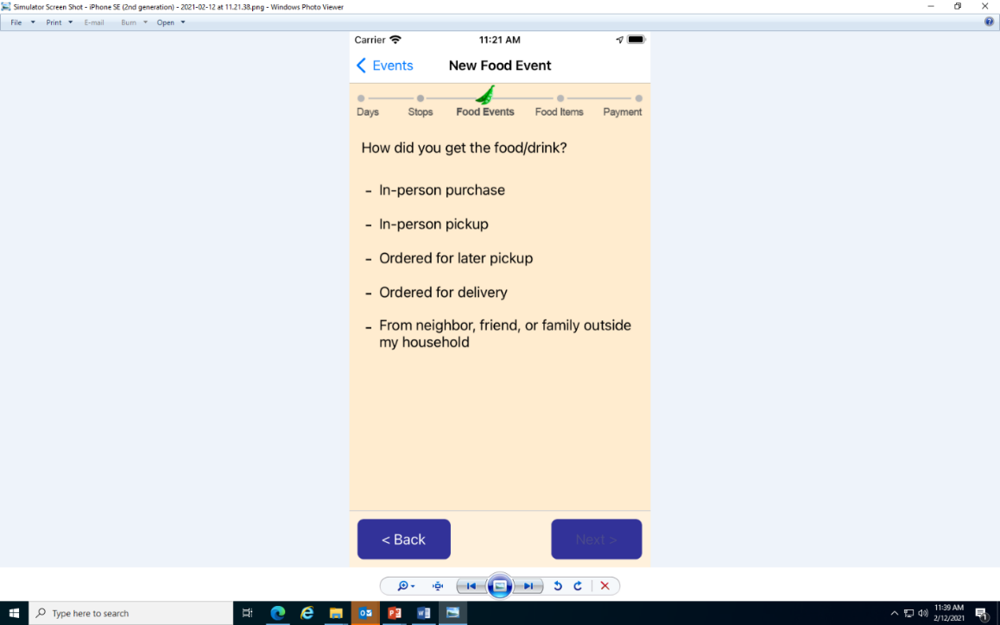 Simulator Screen Shot - iPhone SE (2nd generation) - 2021-02-12 at 11.21.38.png - Windows Photo Viewer
File Print E-mail Burn Open
Carrier 11:21 AM
Events New Food Event
Days Stops Food Events Food Items Payment
How did you get the food/drink?
- In-person purchase
- In-person pickup
- Ordered for later pickup
- Ordered for delivery
- From neighbor, friend, or family outside
my household
< Back Next >
Type here to search
11:39 AM
2/12/2021